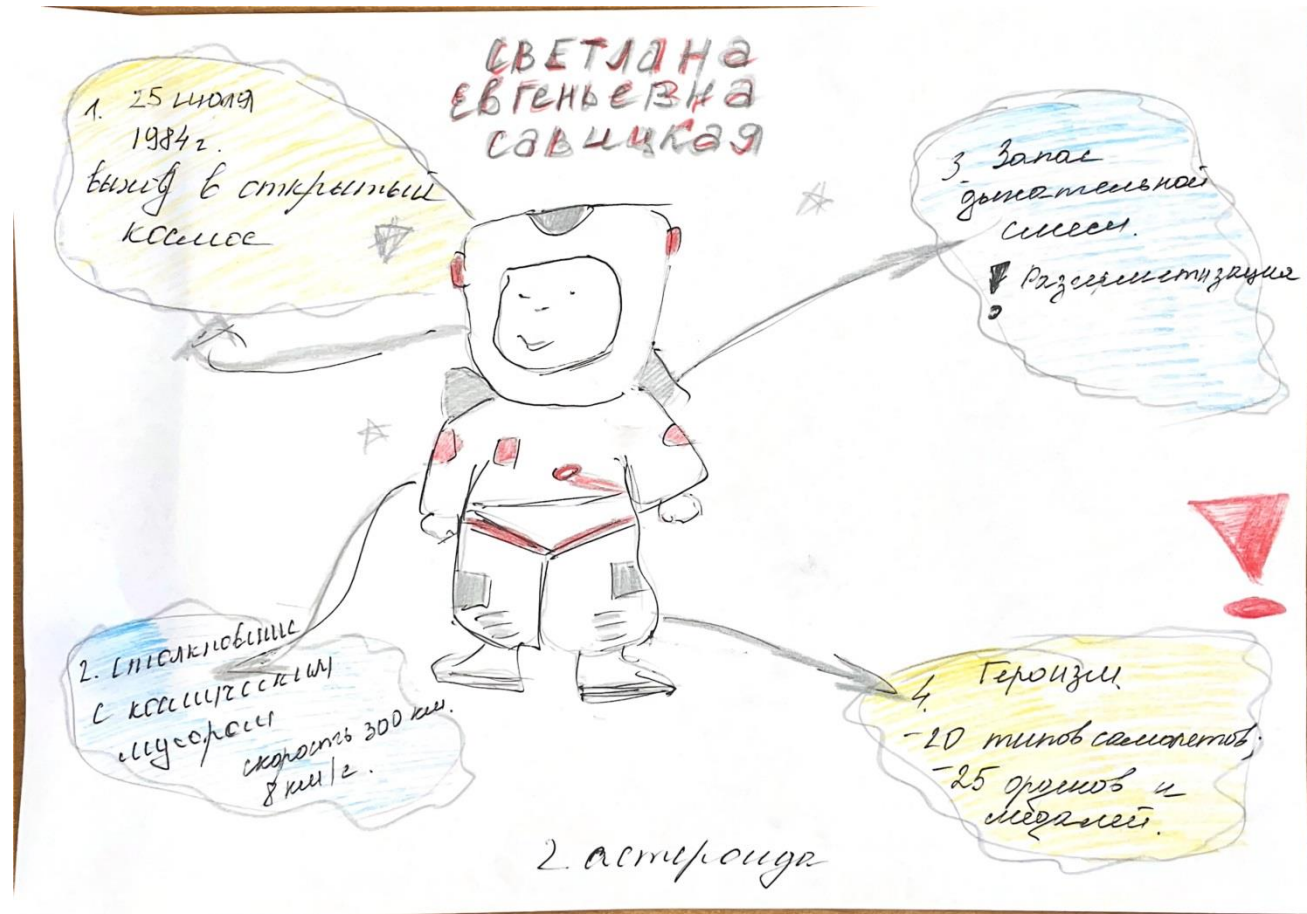 СВЕТЛАНА
ЕВГЕНЬЕВНА
САВИЦКАЯ
1. 25 июля
1984 г.
выход в открытый
космос
3 Запас
дыхательной
смеси.
! Разгерметизация
!
2. Столкновение
с космическим
мусором
скорость 300 км.
8 км/с.
4. Героизм
- 20 типов самолетов;
- 25 орденов и
медалей.
2 астероида